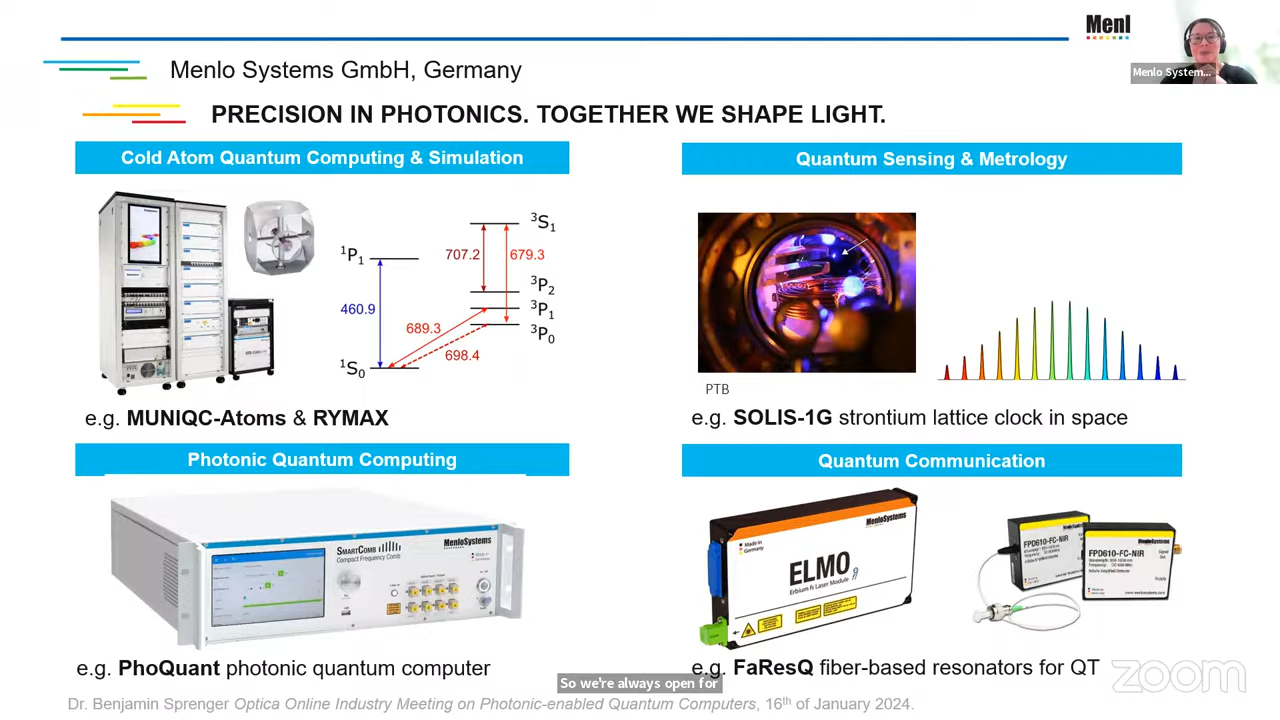 Menl
Menlo System...
Menlo Systems GmbH, Germany
PRECISION IN PHOTONICS. TOGETHER WE SHAPE LIGHT.
Cold Atom Quantum Computing & Simulation
³S₁
¹P₁
707.2
679.3
³P₂
460.9
³P₁
689.3
³P₀
698.4
¹S₀
e.g. MUNIQC-Atoms & RYMAX
Quantum Sensing & Metrology
PTB
e.g. SOLIS-1G strontium lattice clock in space
Photonic Quantum Computing
SMARTCOMB
Compact Frequency Comb
MenloSystems
e.g. PhoQuant photonic quantum computer
Quantum Communication
MenloSystems
Made in
Germany
ELMO
Erbium fs Laser Module
FPD610-FC-NIR
MenloSystems
FPD610-FC-NIR
e.g. FaResQ fiber-based resonators for QT
So we're always open for
zoom
Dr. Benjamin Sprenger Optica Online Industry Meeting on Photonic-enabled Quantum Computers, 16th of January 2024.